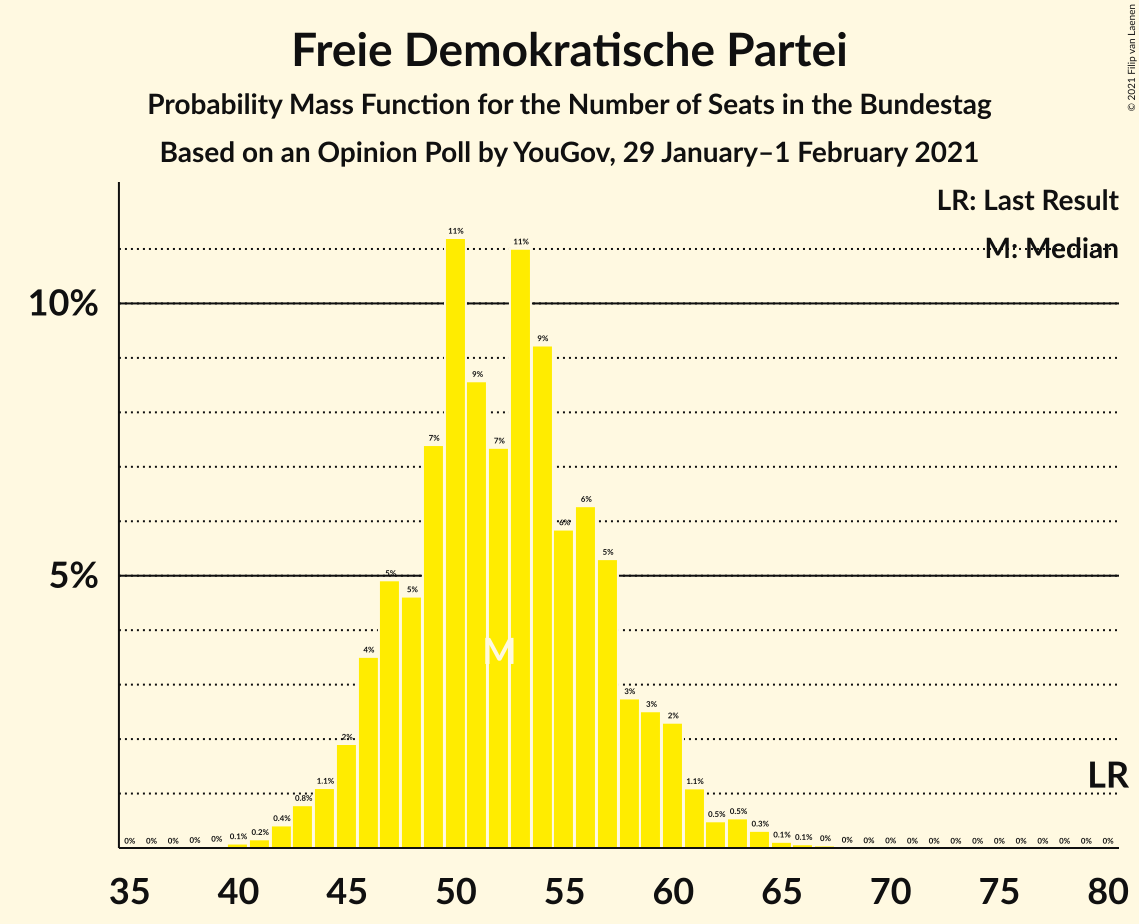 Freie Demokratische Partei
Probability Mass Function for the Number of Seats in the Bundestag
Based on an Opinion Poll by YouGov, 29 January–1 February 2021
© 2021 Filip van Laenen
LR: Last Result
M: Median
10%
5%
0% 0% 0% 0% 0% 0.1% 0.2% 0.4% 0.8% 1.1% 2% 4% 5% 5% 7% 11% 9% 7% 11% 9% 6% 6% 5% 3% 3% 2% 1.1% 0.5% 0.5% 0.3% 0.1% 0.1% 0% 0% 0% 0% 0% 0% 0% 0% 0% 0% 0% 0% 0% 0%
M
LR
35 40 45 50 55 60 65 70 75 80